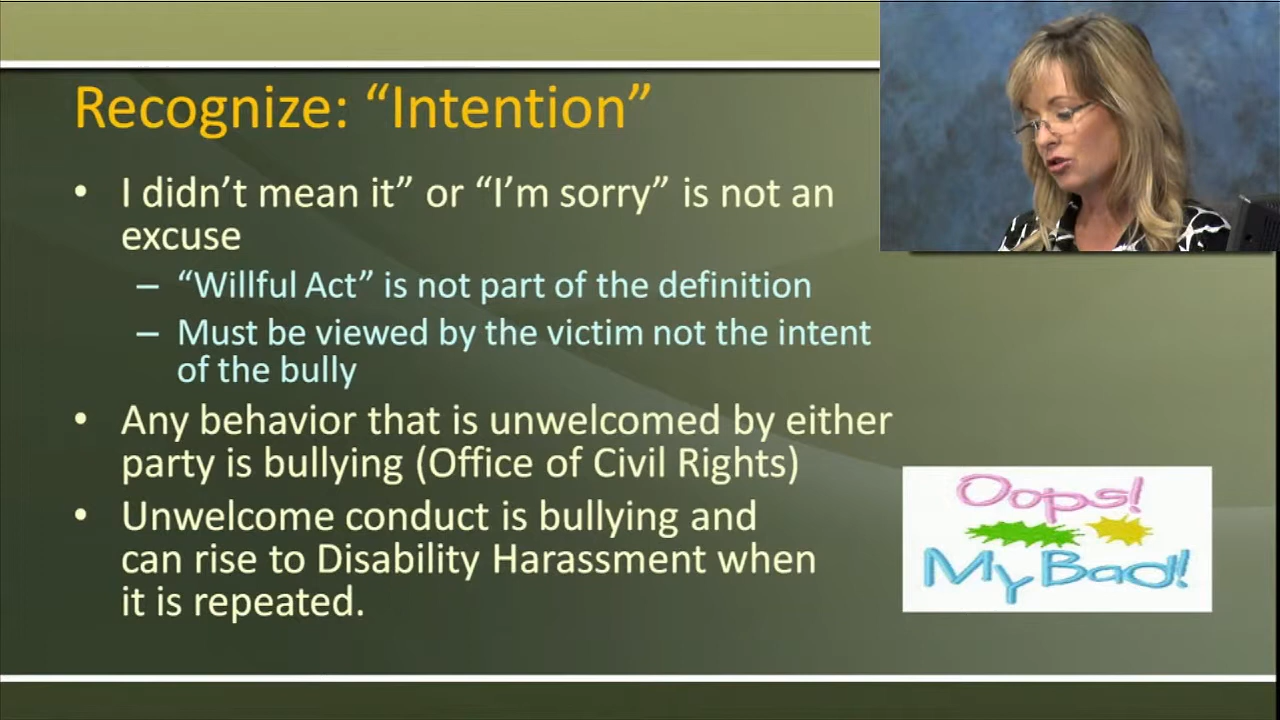 Recognize: “Intention”
• I didn’t mean it” or “I’m sorry” is not an
excuse
– “Willful Act” is not part of the definition
– Must be viewed by the victim not the intent
of the bully
• Any behavior that is unwelcomed by either
party is bullying (Office of Civil Rights)
• Unwelcome conduct is bullying and
can rise to Disability Harassment when
it is repeated.
Oops!
My Bad!